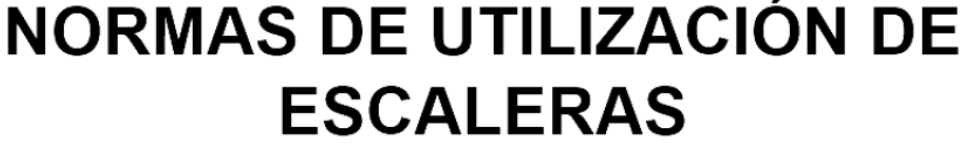 NORMAS DE UTILIZACIÓN DE
ESCALERAS